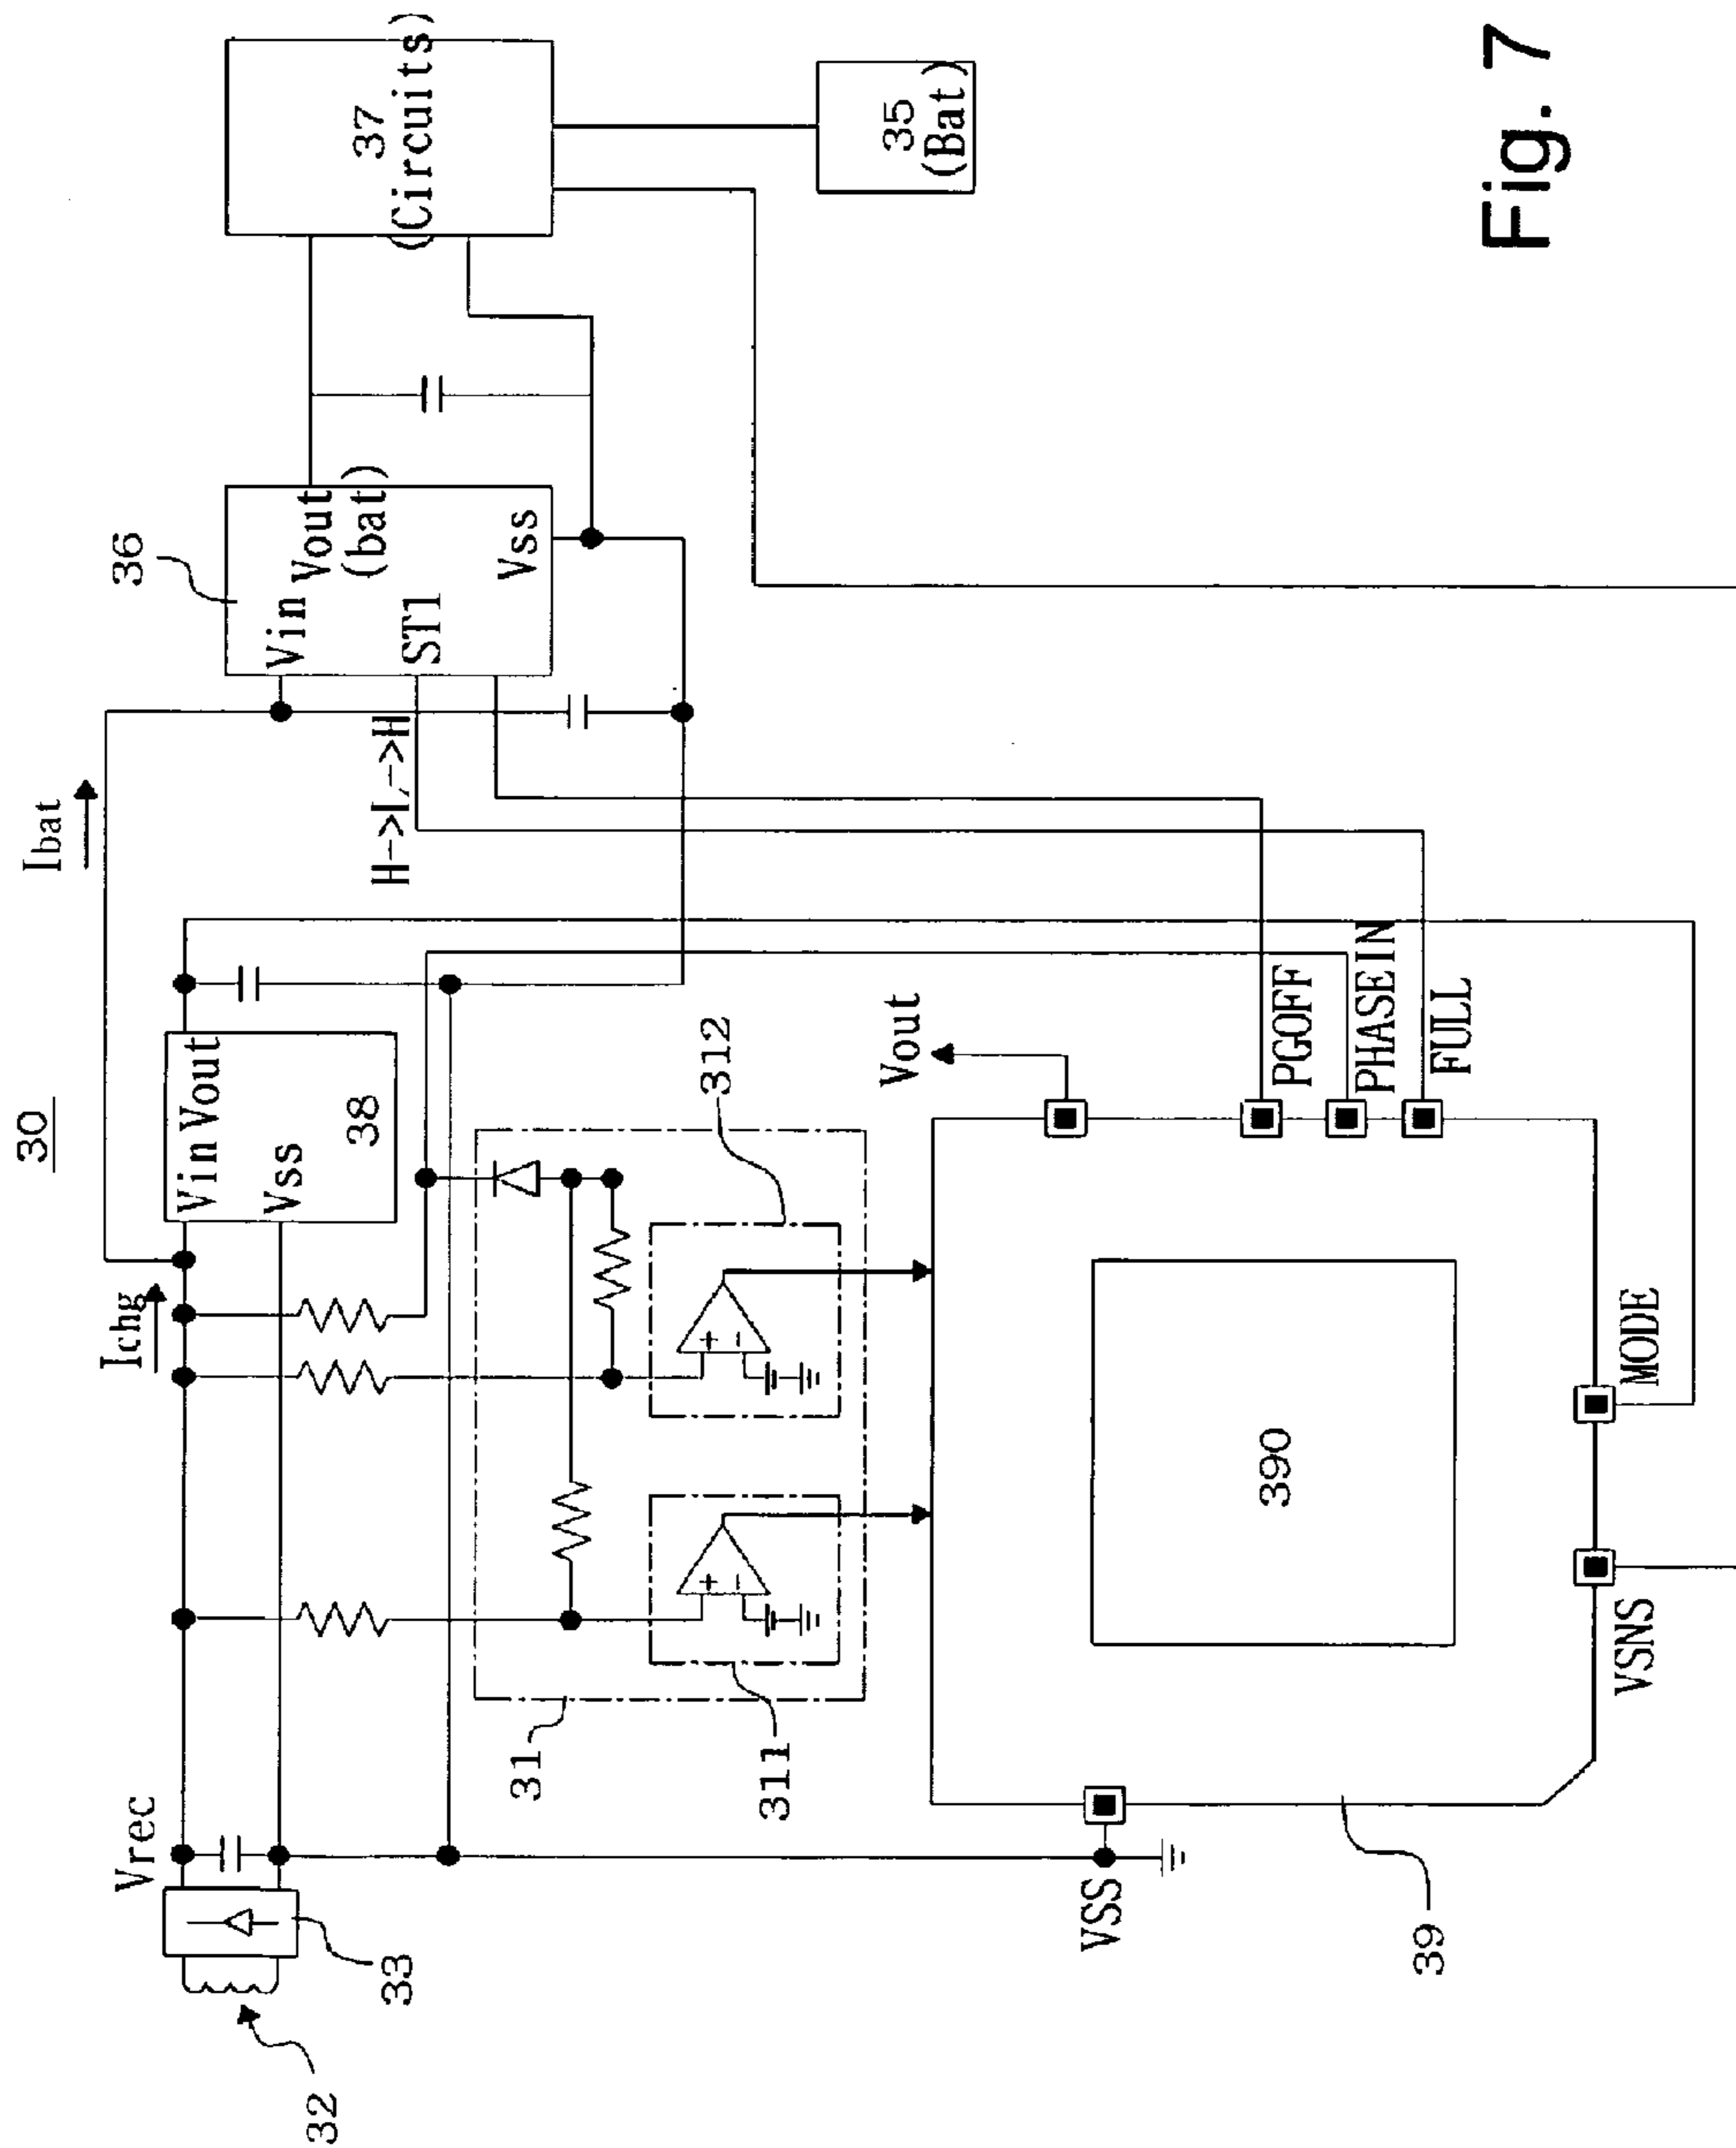 30
Ichg
Ibat
Vrec
32
33
Vin Vout
Vss
38
36
Vin
Vout
(bat)
ST1
Vss
H->L->H
37
(Circuits)
35
(Bat)
31
311
312
Vout
VSS
39
390
PGOFF
PHASEIN
FULL
VSNS
MODE
Fig. 7